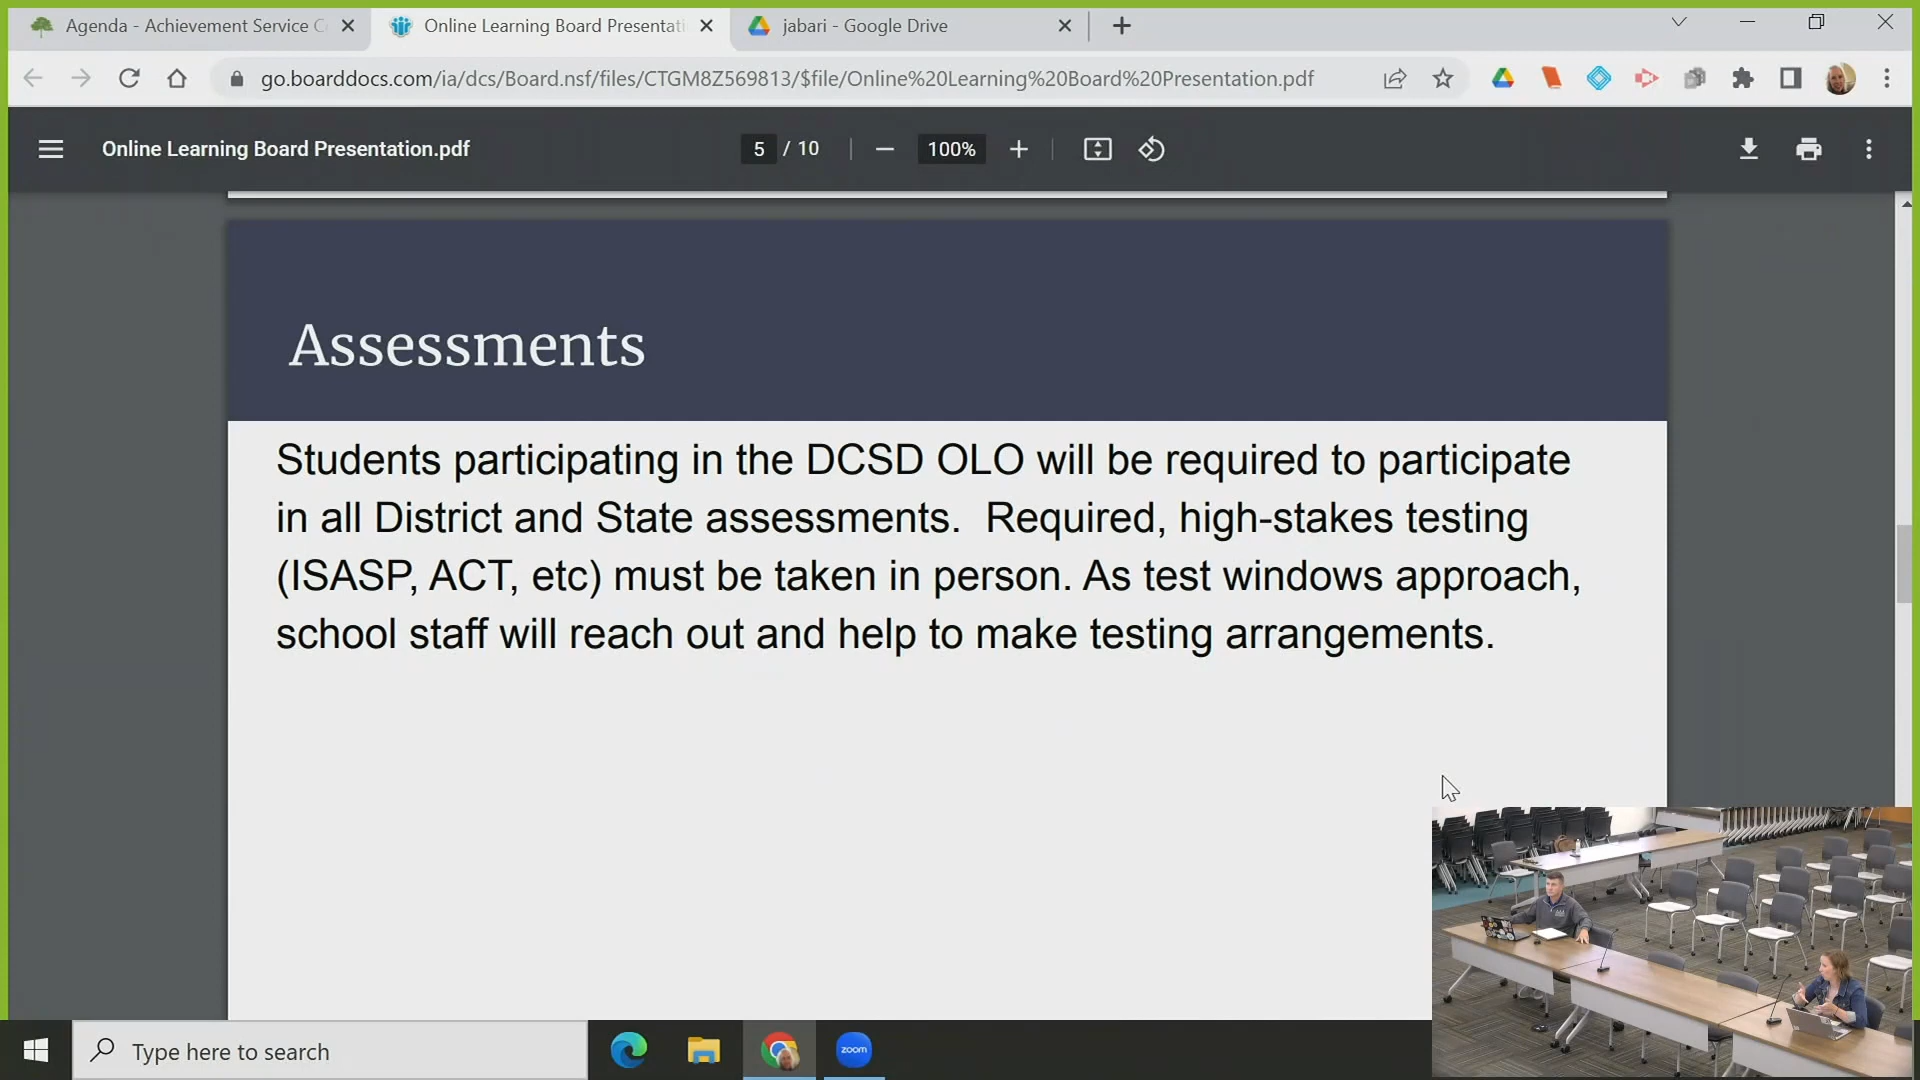 Agenda - Achievement Service C
Online Learning Board Presentati
jabari - Google Drive
go.boarddocs.com/ia/dcs/Board.nsf/files/CTGM8Z569813/$file/Online%20Learning%20Board%20Presentation.pdf
Online Learning Board Presentation.pdf
5 / 10
100%
Assessments
Students participating in the DCSD OLO will be required to participate
in all District and State assessments.  Required, high-stakes testing
(ISASP, ACT, etc) must be taken in person. As test windows approach,
school staff will reach out and help to make testing arrangements.
Type here to search
zoom